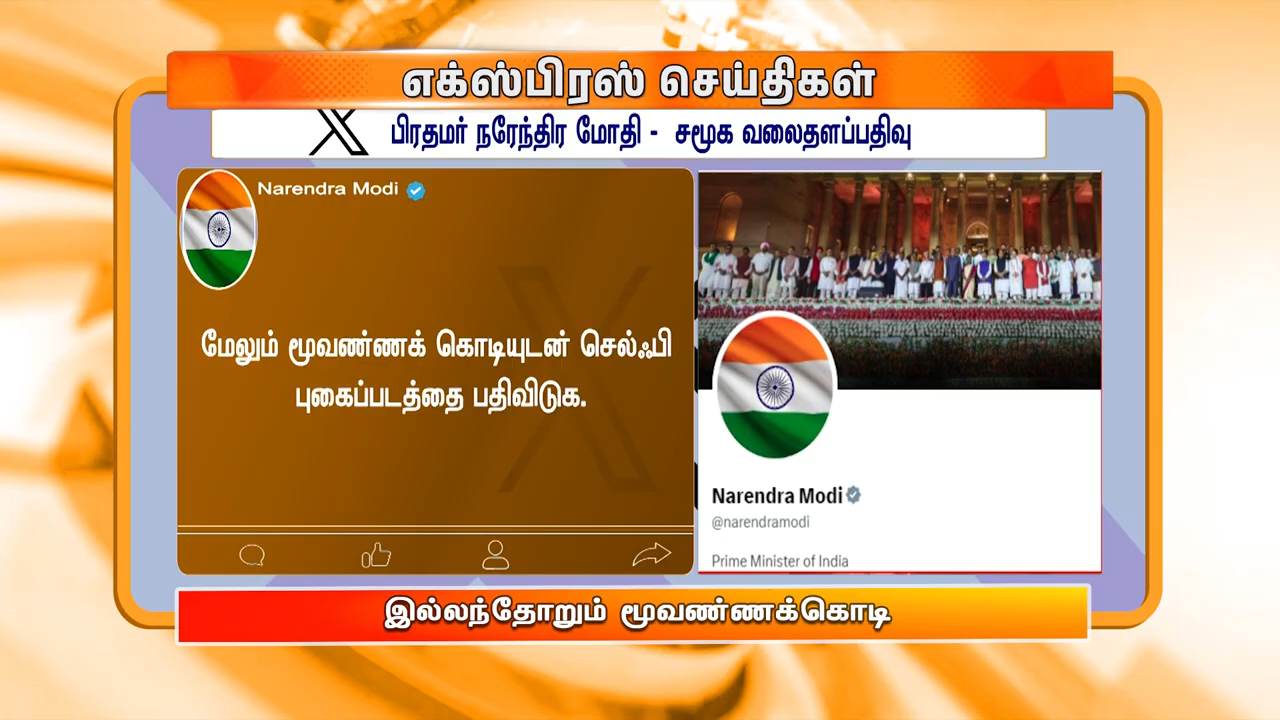 எக்ஸ்பிரஸ் செய்திகள்
பிரதமர் நரேந்திர மோதி - சமூக வலைதளப்பதிவு
Narendra Modi
மேலும் மூவண்ணக் கொடியுடன் செல்ஃபி
புகைப்படத்தை பதிவிடுக.
Narendra Modi
@narendramodi
Prime Minister of India
இல்லந்தோறும் மூவண்ணக்கொடி